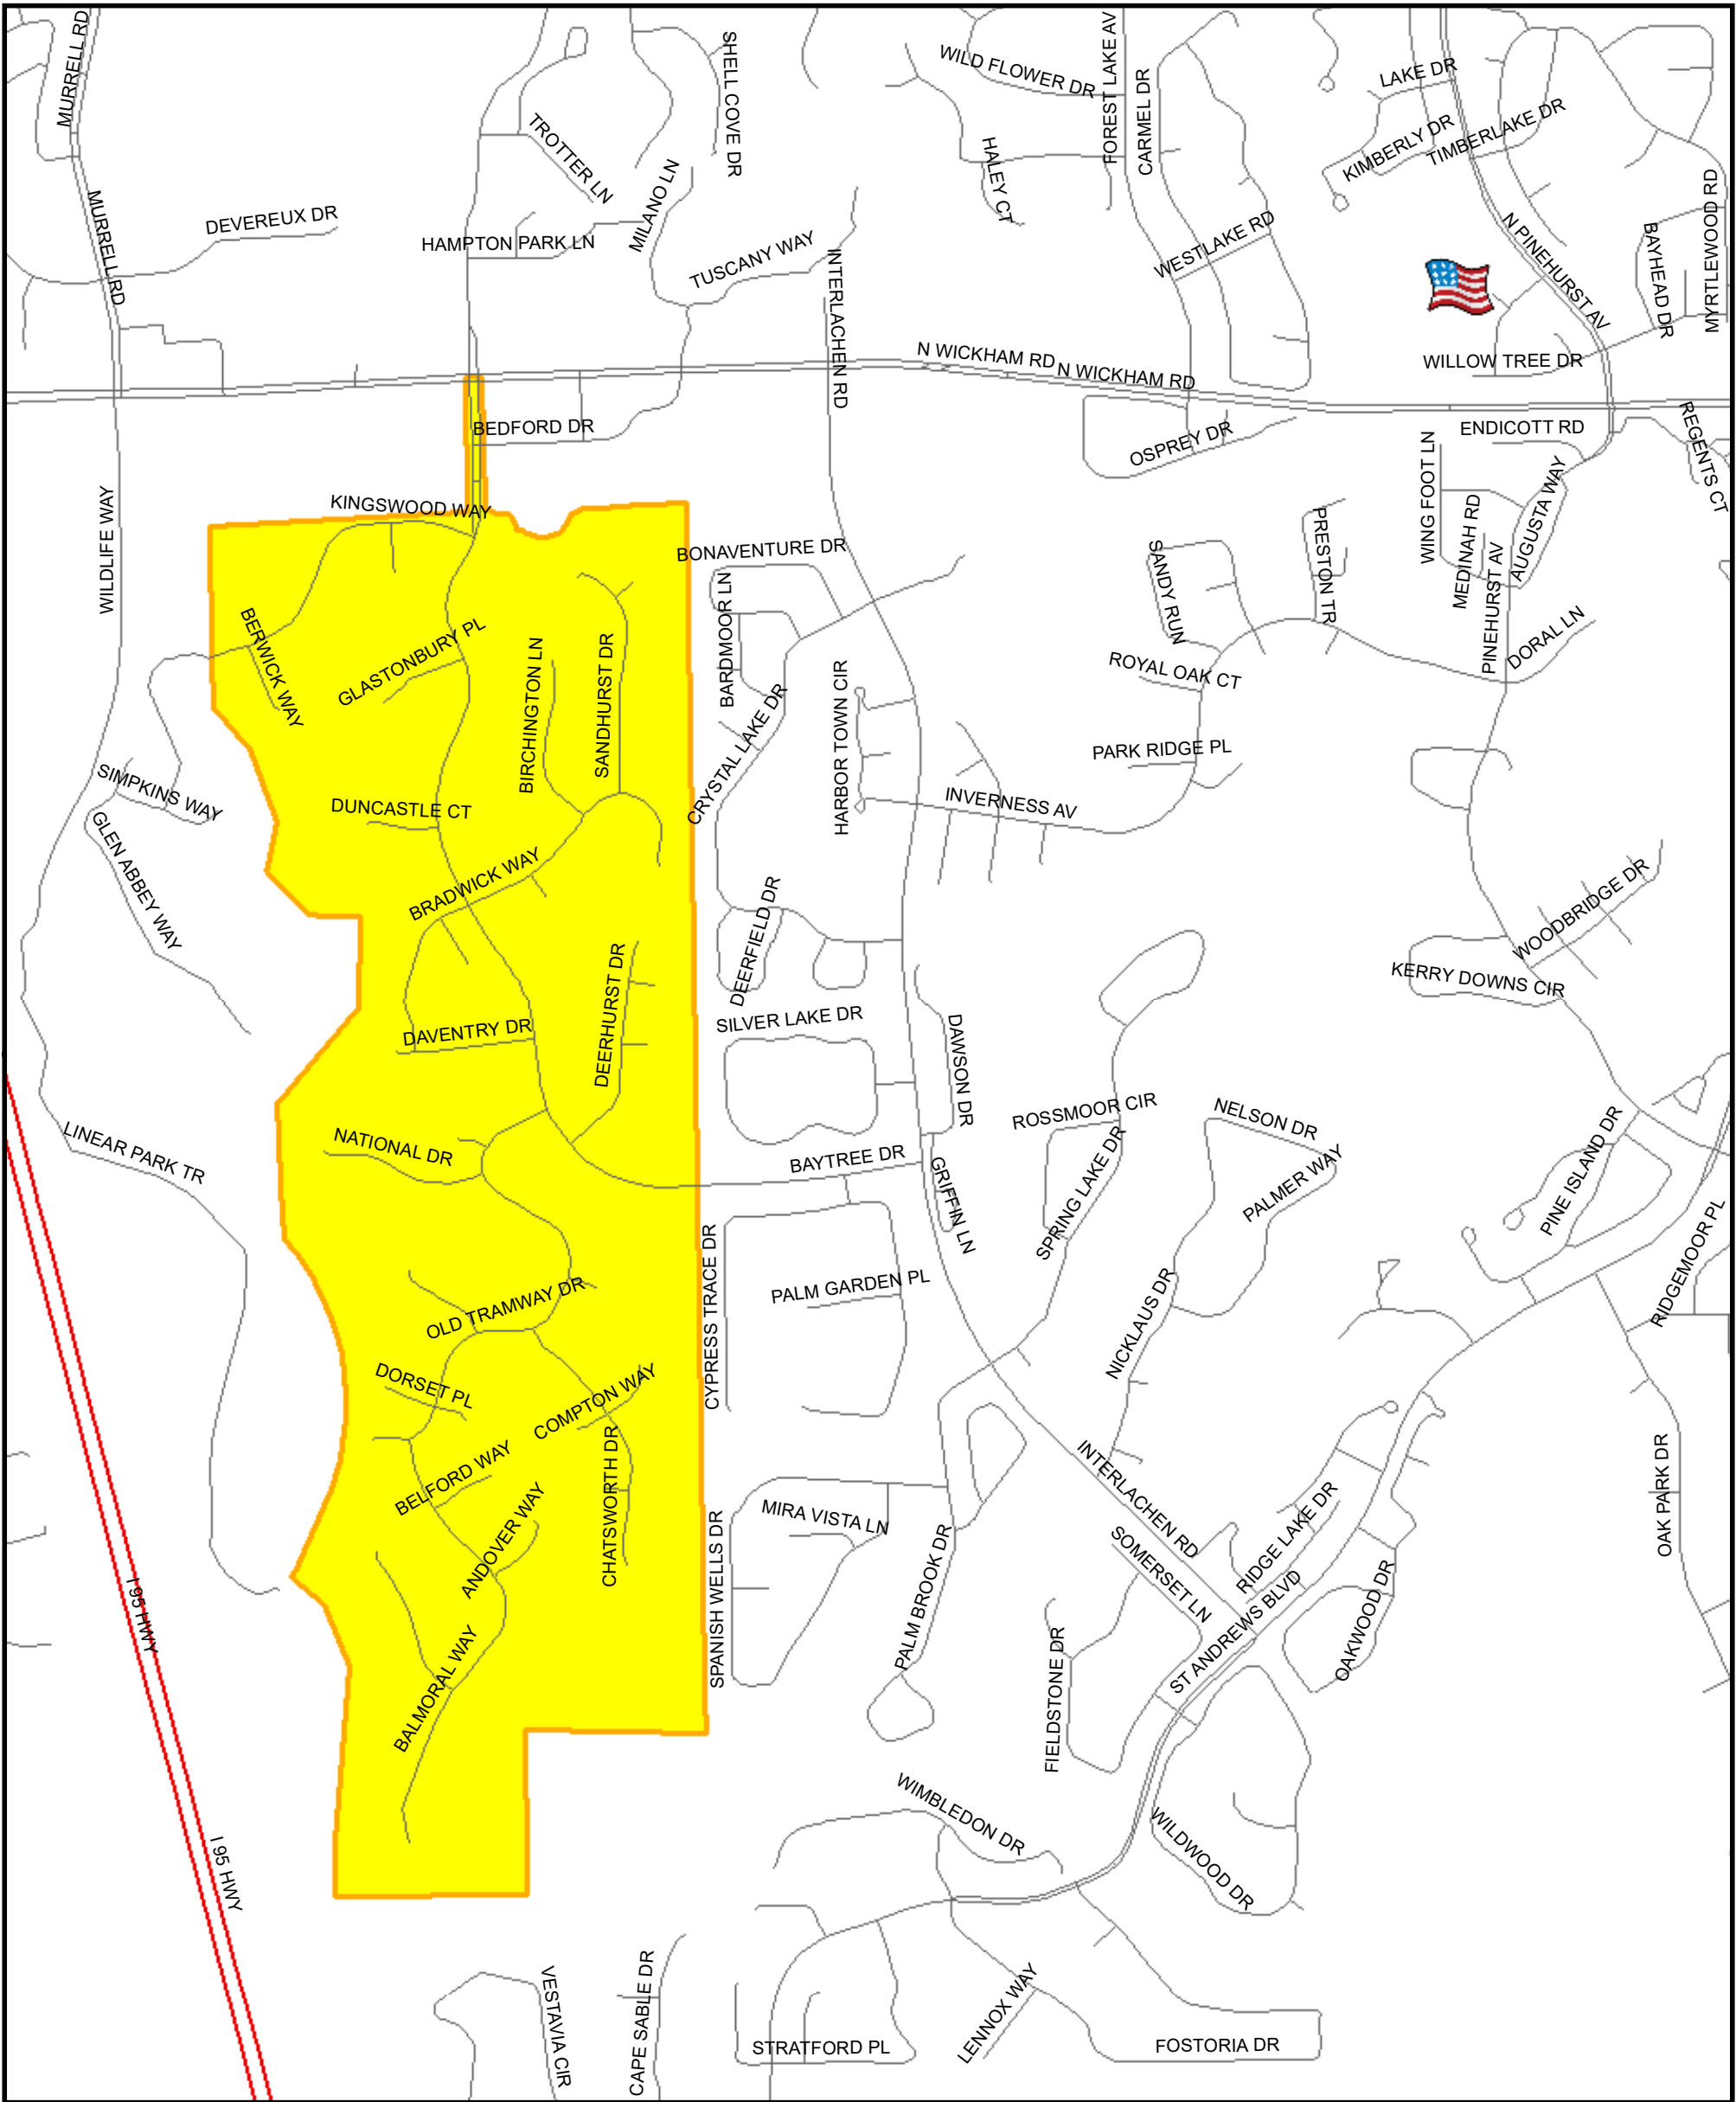 MURRELL RD
SHELL COVE DR
WILD FLOWER DR
FOREST LAKE AV
CARMEL DR
LAKE DR
KIMBERLY DR
TIMBERLAKE DR
TROTTER LN
HALEY CT
MURRELL RD
DEVEREUX DR
HAMPTON PARK LN
MILANO LN
TUSCANY WAY
INTERLACHEN RD
WESTLAKE RD
N PINEHURST AV
BAYHEAD DR
MYRTLEWOOD RD
N WICKHAM RD
N WICKHAM RD
WILLOW TREE DR
BEDFORD DR
OSPREY DR
ENDICOTT RD
REGENTS CT
WING FOOT LN
KINGSWOOD WAY
WILDLIFE WAY
BONAVENTURE DR
SANDY RUN
PRESTON TR
MEDINAH RD
AUGUSTA WAY
PINEHURST AV
BERWICK WAY
GLASTONBURY PL
BIRCHINGTON LN
SANDHURST DR
BARDMOOR LN
DORAL LN
ROYAL OAK CT
CRYSTAL LAKE DR
HARBOR TOWN CIR
PARK RIDGE PL
SIMPKINS WAY
DUNCASTLE CT
INVERNESS AV
GLEN ABBEY WAY
BRADWICK WAY
DEERFIELD DR
WOODBRIDGE DR
KERRY DOWNS CIR
DAVENTRY DR
DEERHURST DR
SILVER LAKE DR
DAWSON DR
ROSSMOOR CIR
NELSON DR
LINEAR PARK TR
NATIONAL DR
BAYTREE DR
GRIFFIN LN
SPRING LAKE DR
PALMER WAY
PINE ISLAND DR
RIDGEMOOR PL
CYPRESS TRACE DR
PALM GARDEN PL
OLD TRAMWAY DR
NICKLAUS DR
DORSET PL
COMPTON WAY
BELFORD WAY
CHATSWORTH DR
INTERLACHEN RD
OAK PARK DR
ANDOVER WAY
MIRA VISTA LN
SPANISH WELLS DR
PALM BROOK DR
SOMERSET LN
RIDGE LAKE DR
ST ANDREWS BLVD
OAKWOOD DR
I 95 HWY
BALMORAL WAY
FIELDSTONE DR
WIMBLEDON DR
WILDWOOD DR
I 95 HWY
VESTAVIA CIR
CAPE SABLE DR
STRATFORD PL
LENNOX WAY
FOSTORIA DR